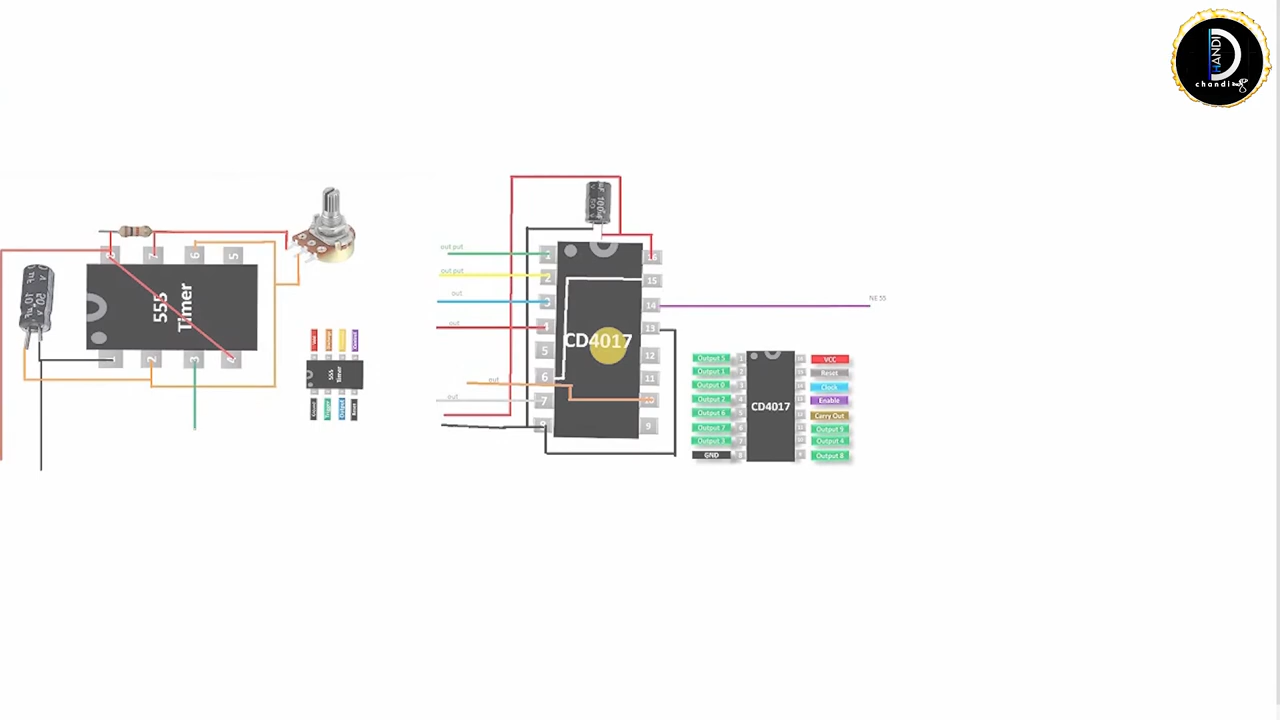 HANDI
chandi
out put
out put
out
out
out
out
NE 55
555
Timer
8
7
6
5
2
3
4
CD4017
1
2
3
4
5
6
7
8
15
14
13
12
11
10
9
555
Timer
CD4017
Output 5
Output 1
Output 0
Output 2
Output 6
Output 7
Output 3
GND
VCC
Reset
Clock
Enable
Carry Out
Output 9
Output 4
Output 8